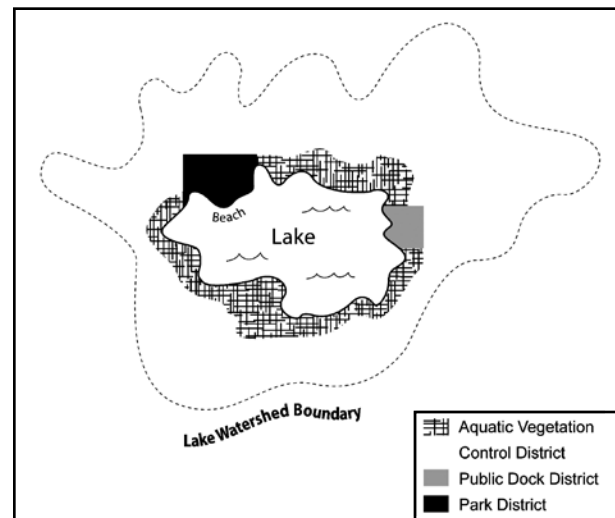 Beach
Lake
Lake Watershed Boundary
Aquatic Vegetation
Control District
Public Dock District
Park District